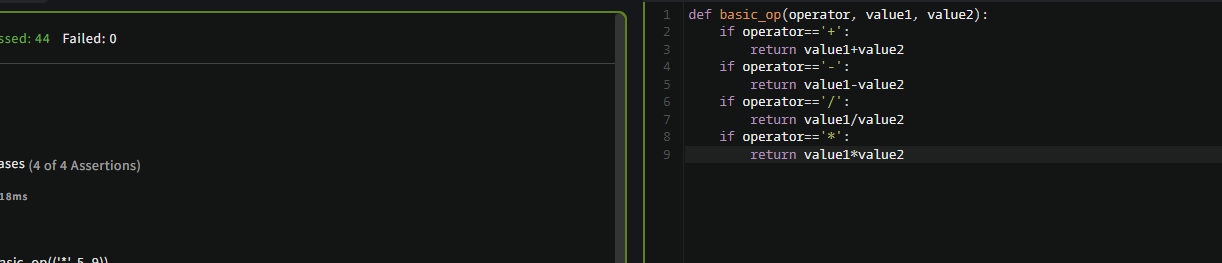 ssed: 44 Failed: 0
ases (4 of 4 Assertions)
18ms
asic_op(('*', 5, 9))
1 def basic_op(operator, value1, value2):
2     if operator=='+':
3         return value1+value2
4     if operator=='-':
5         return value1-value2
6     if operator=='/':
7         return value1/value2
8     if operator=='*':
9         return value1*value2